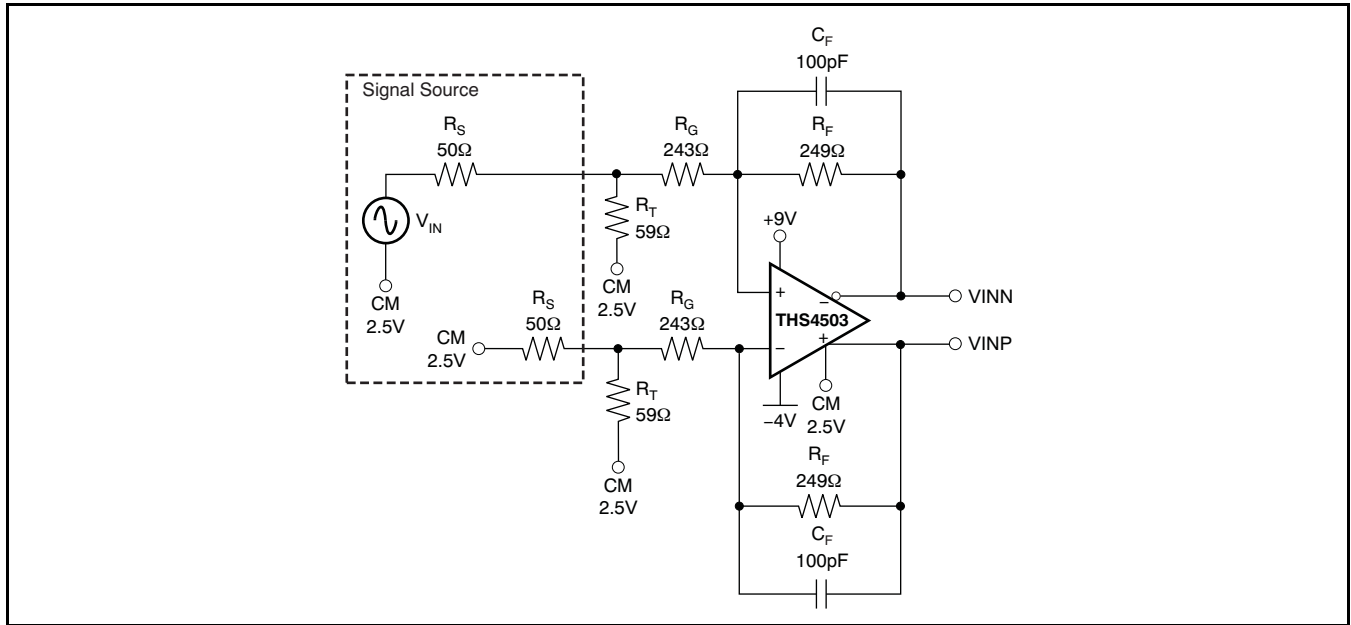 C_F
100pF
Signal Source
R_S
50Ω
R_G
243Ω
R_F
249Ω
R_T
59Ω
+9V
V_IN
CM
2.5V
CM
2.5V
R_S
50Ω
R_G
243Ω
CM
2.5V
+
−
THS4503
−
+
VINN
VINP
R_T
59Ω
−4V
CM
2.5V
R_F
249Ω
CM
2.5V
C_F
100pF